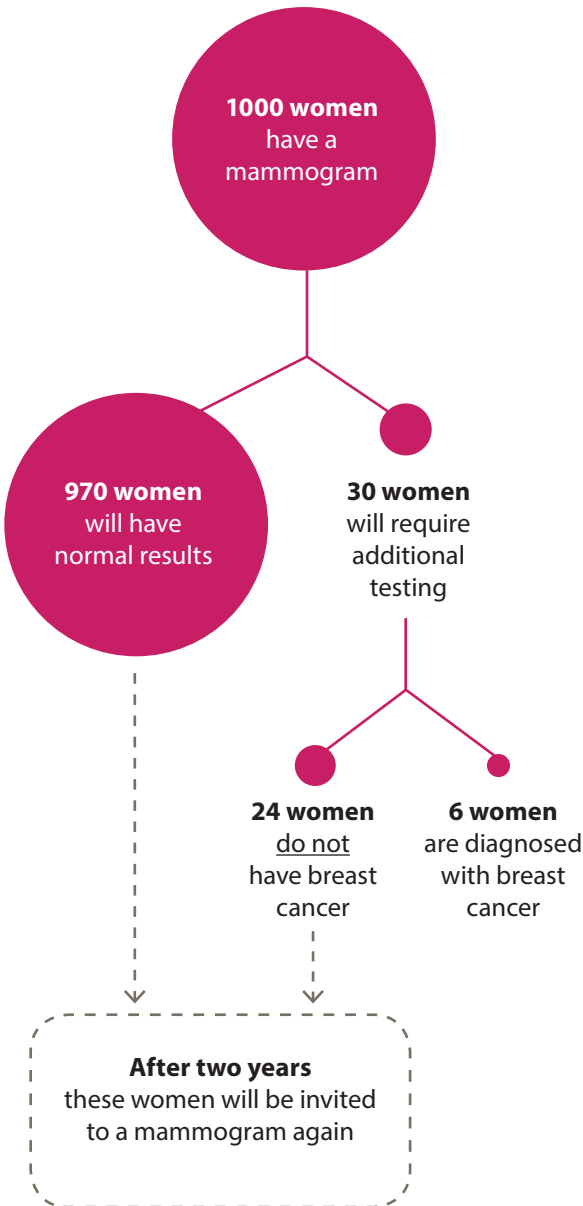 1000 women
have a
mammogram
970 women
will have
normal results
30 women
will require
additional
testing
24 women
do not
have breast
cancer
6 women
are diagnosed
with breast
cancer
After two years
these women will be invited
to a mammogram again